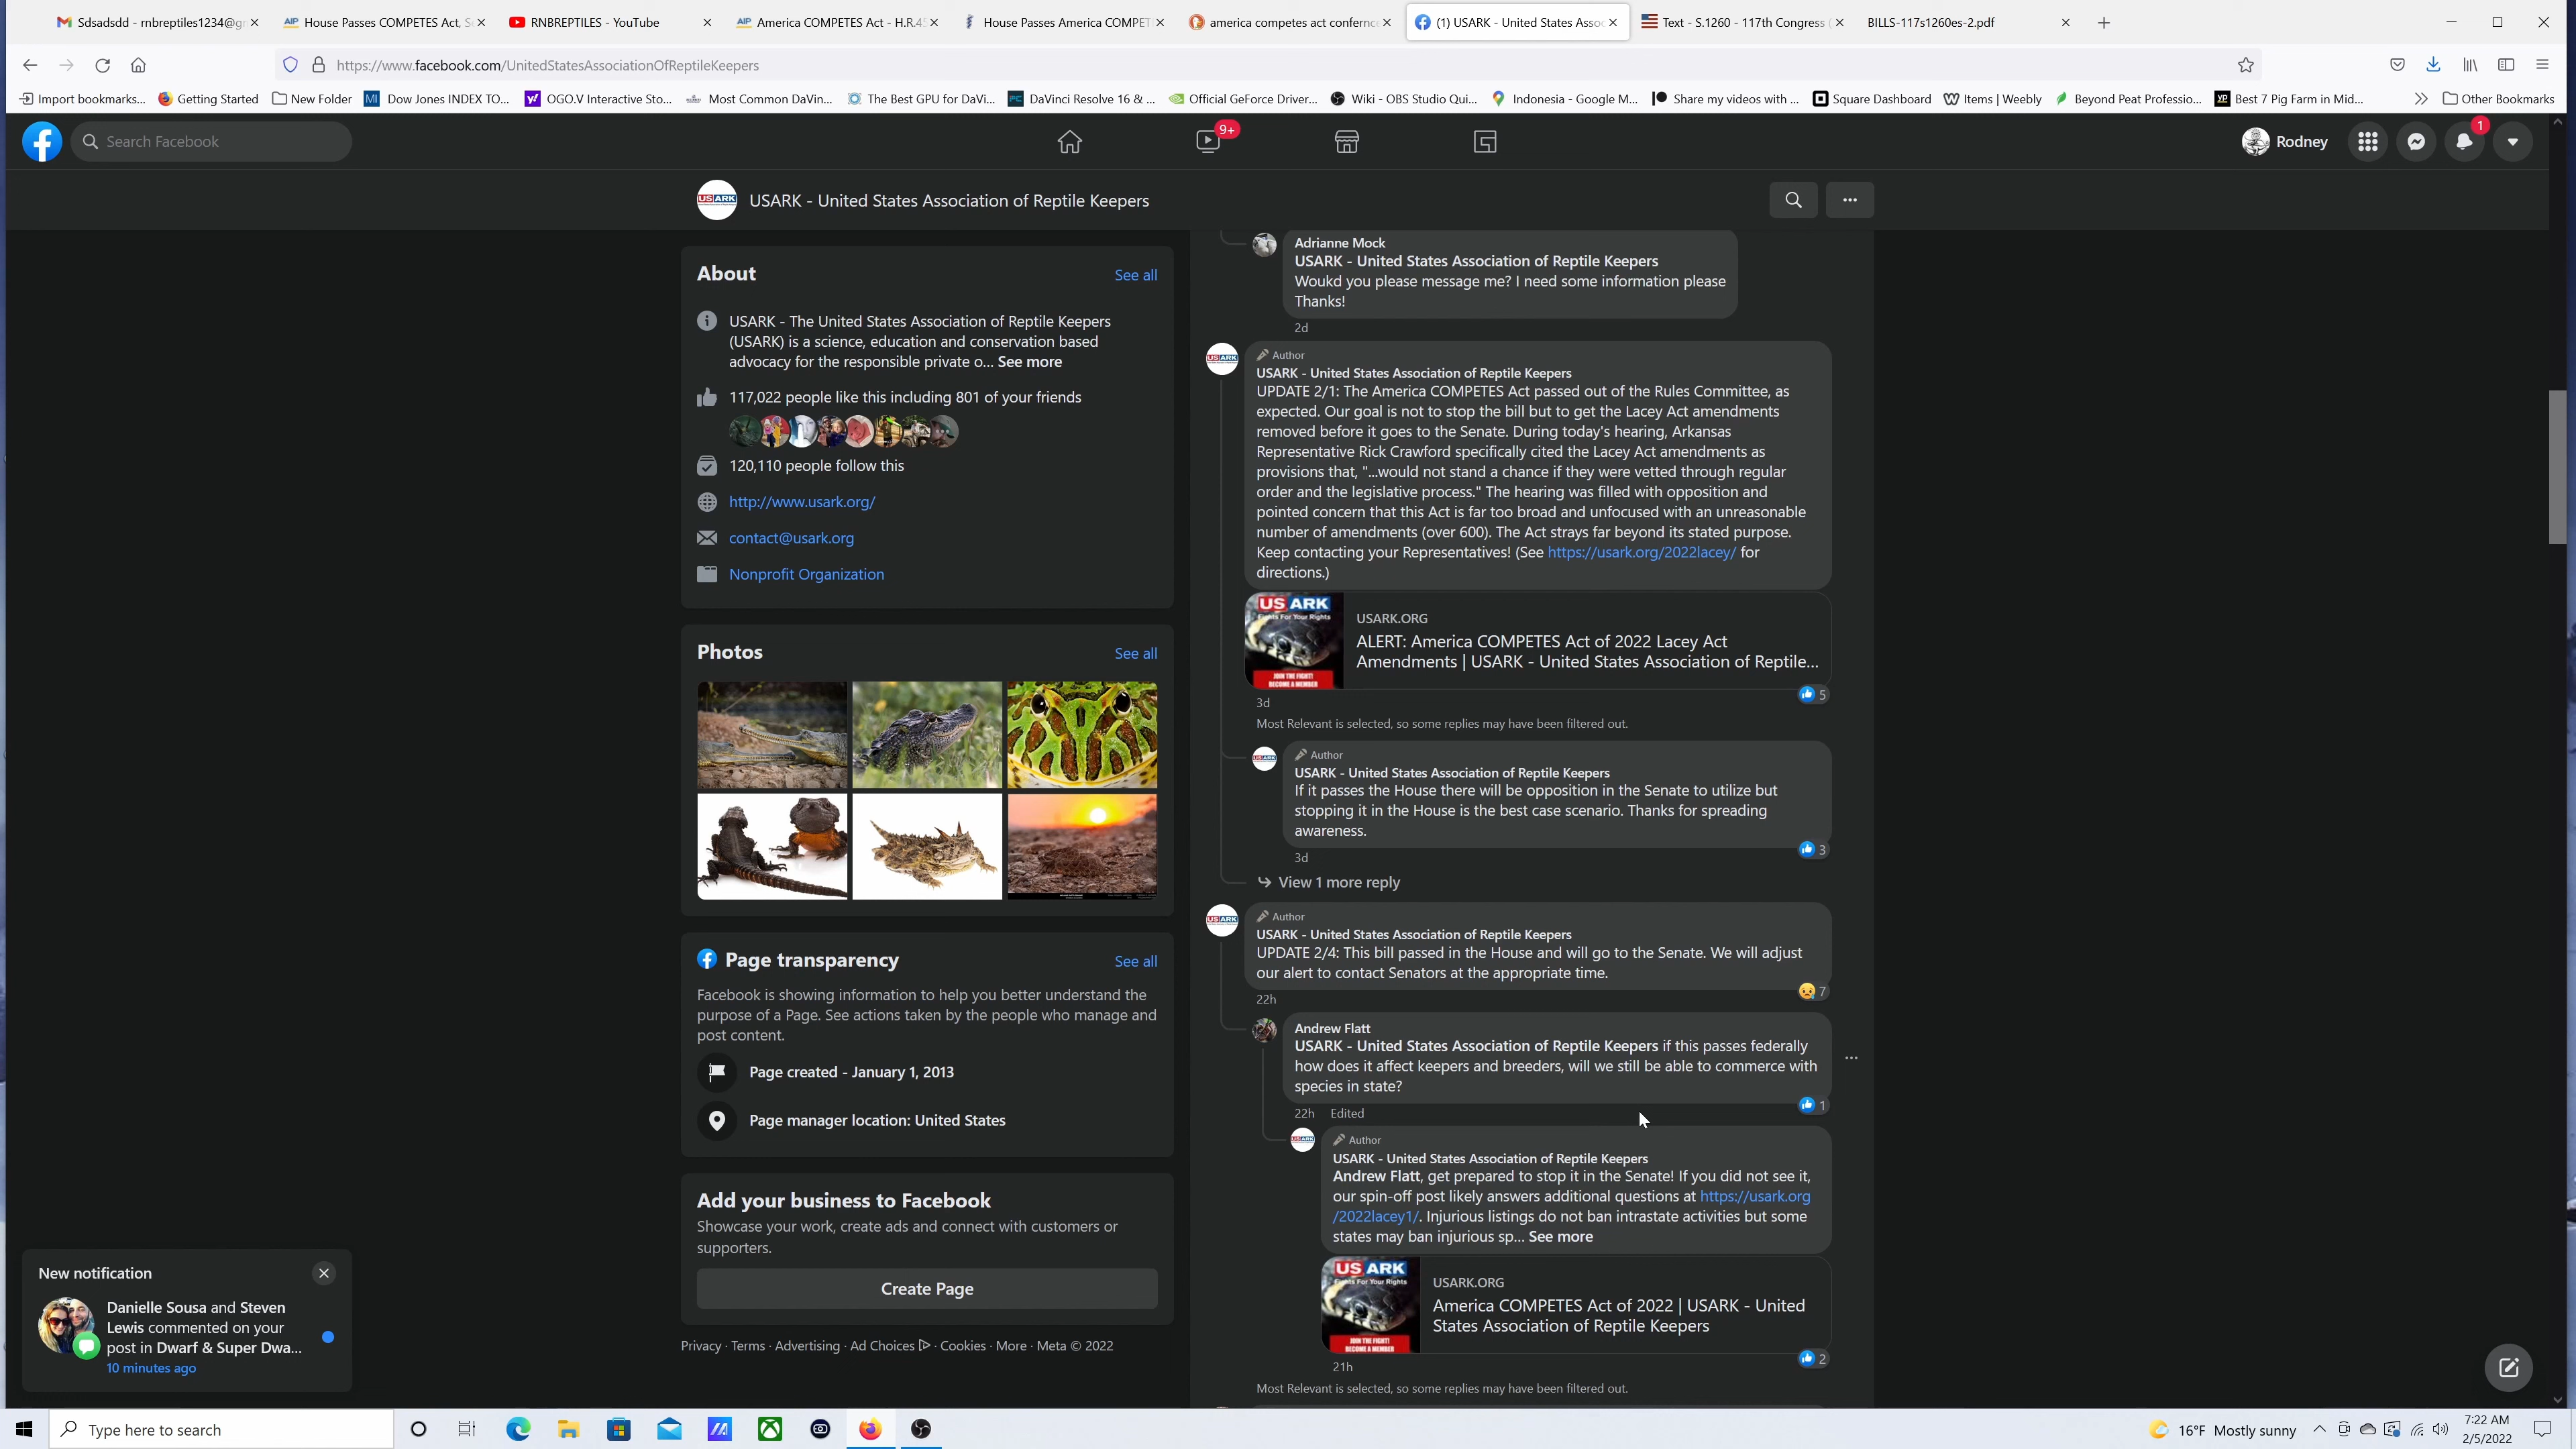 Sdsadsdd - rnbreptiles1234@gr
House Passes COMPETES Act, S
RNBREPTILES - YouTube
America COMPETES Act - H.R.45
House Passes America COMPET
america competes act confernc
(1) USARK - United States Assoc
Text - S.1260 - 117th Congress (
BILLS-117s1260es-2.pdf
https://www.facebook.com/UnitedStatesAssociationOfReptileKeepers
Import bookmarks...
Getting Started
New Folder
Dow Jones INDEX TO...
OGO.V Interactive Sto...
Most Common DaVin...
The Best GPU for DaVi...
DaVinci Resolve 16 & ...
Official GeForce Driver...
Wiki - OBS Studio Qui...
Indonesia - Google M...
Share my videos with ...
Square Dashboard
Items | Weebly
Beyond Peat Professio...
Best 7 Pig Farm in Mid...
Other Bookmarks
Search Facebook
9+
Rodney
1
USARK - United States Association of Reptile Keepers
About
See all
USARK - The United States Association of Reptile Keepers
(USARK) is a science, education and conservation based
advocacy for the responsible private o... See more
117,022 people like this including 801 of your friends
120,110 people follow this
http://www.usark.org/
contact@usark.org
Nonprofit Organization
Photos
See all
Page transparency
See all
Facebook is showing information to help you better understand the
purpose of a Page. See actions taken by the people who manage and
post content.
Page created - January 1, 2013
Page manager location: United States
Add your business to Facebook
Showcase your work, create ads and connect with customers or
supporters.
Create Page
Privacy · Terms · Advertising · Ad Choices · Cookies · More · Meta © 2022
Adrianne Mock
USARK - United States Association of Reptile Keepers
Woukd you please message me? I need some information please
Thanks!
2d
Author
USARK - United States Association of Reptile Keepers
UPDATE 2/1: The America COMPETES Act passed out of the Rules Committee, as
expected. Our goal is not to stop the bill but to get the Lacey Act amendments
removed before it goes to the Senate. During today's hearing, Arkansas
Representative Rick Crawford specifically cited the Lacey Act amendments as
provisions that, "...would not stand a chance if they were vetted through regular
order and the legislative process." The hearing was filled with opposition and
pointed concern that this Act is far too broad and unfocused with an unreasonable
number of amendments (over 600). The Act strays far beyond its stated purpose.
Keep contacting your Representatives! (See https://usark.org/2022lacey/ for
directions.)
US ARK
Fights For Your Rights
JOIN THE FIGHT!
BECOME A MEMBER
USARK.ORG
ALERT: America COMPETES Act of 2022 Lacey Act
Amendments | USARK - United States Association of Reptile...
5
3d
Most Relevant is selected, so some replies may have been filtered out.
Author
USARK - United States Association of Reptile Keepers
If it passes the House there will be opposition in the Senate to utilize but
stopping it in the House is the best case scenario. Thanks for spreading
awareness.
3
3d
View 1 more reply
Author
USARK - United States Association of Reptile Keepers
UPDATE 2/4: This bill passed in the House and will go to the Senate. We will adjust
our alert to contact Senators at the appropriate time.
7
22h
Andrew Flatt
USARK - United States Association of Reptile Keepers if this passes federally
how does it affect keepers and breeders, will we still be able to commerce with
species in state?
1
22h Edited
Author
USARK - United States Association of Reptile Keepers
Andrew Flatt, get prepared to stop it in the Senate! If you did not see it,
our spin-off post likely answers additional questions at https://usark.org
/2022lacey1/. Injurious listings do not ban intrastate activities but some
states may ban injurious sp... See more
US ARK
Fights For Your Rights
JOIN THE FIGHT!
BECOME A MEMBER
USARK.ORG
America COMPETES Act of 2022 | USARK - United
States Association of Reptile Keepers
2
21h
Most Relevant is selected, so some replies may have been filtered out.
New notification
Danielle Sousa and Steven
Lewis commented on your
post in Dwarf & Super Dwa...
10 minutes ago
Type here to search
16°F Mostly sunny
7:22 AM
2/5/2022